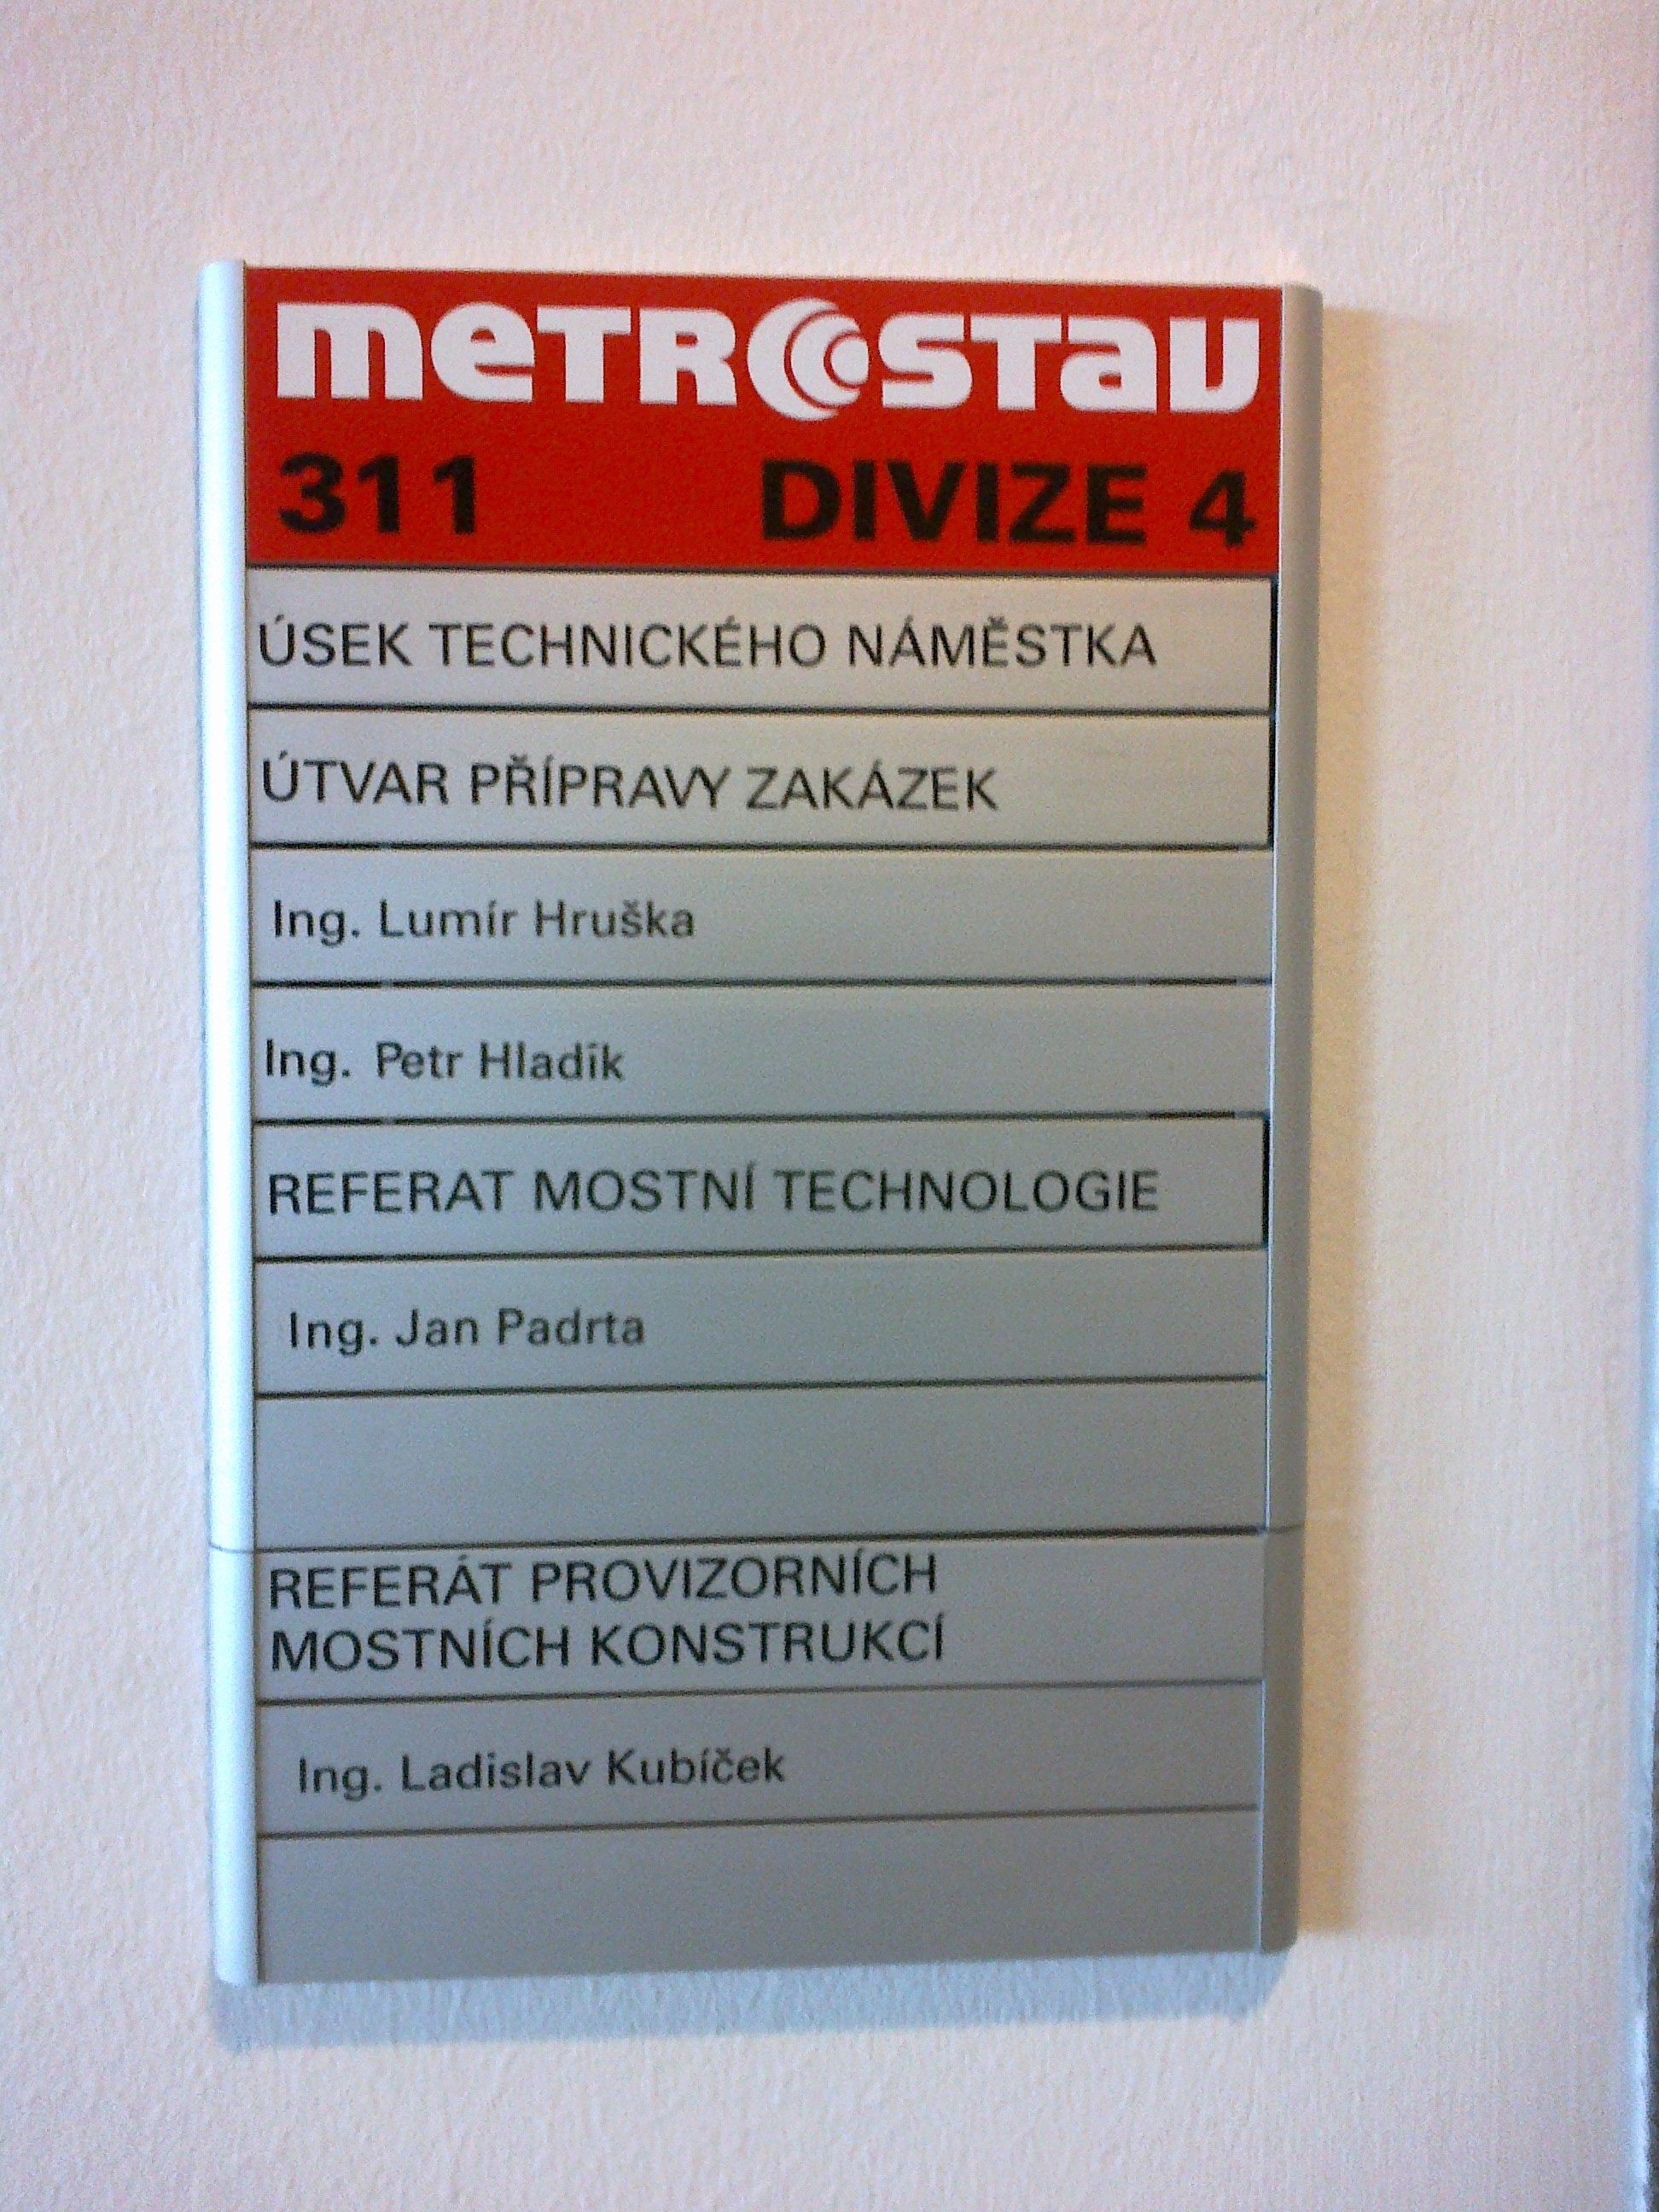 METROSTAV
311 DIVIZE 4
ÚSEK TECHNICKÉHO NÁMĚSTKA
ÚTVAR PŘÍPRAVY ZAKÁZEK
Ing. Lumír Hruška
Ing. Petr Hladík
REFERAT MOSTNÍ TECHNOLOGIE
Ing. Jan Padrta
REFERÁT PROVIZORNÍCH
MOSTNÍCH KONSTRUKCÍ
Ing. Ladislav Kubíček